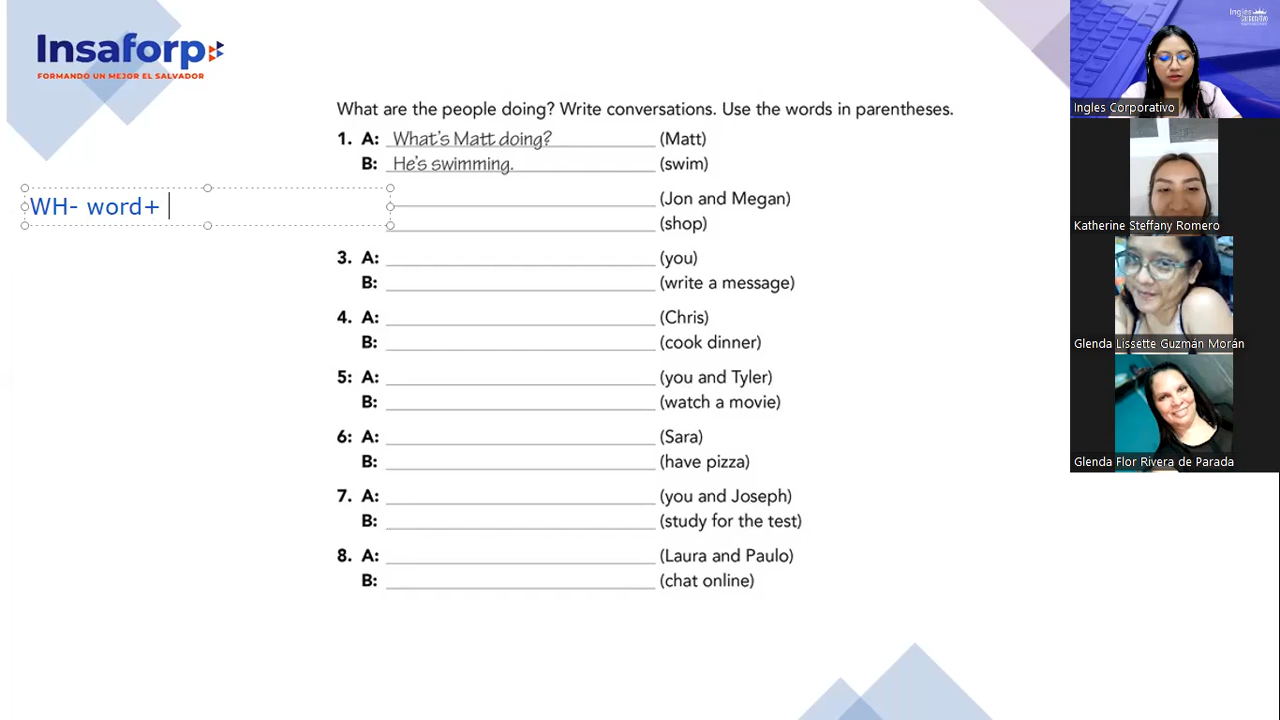 Insaforp
FORMANDO UN MEJOR EL SALVADOR
What are the people doing? Write conversations. Use the words in parentheses.
1. A: What's Matt doing? (Matt)
B: He's swimming. (swim)
WH- word+
(Jon and Megan)
(shop)
3. A: (you)
B: (write a message)
4. A: (Chris)
B: (cook dinner)
5: A: (you and Tyler)
B: (watch a movie)
6: A: (Sara)
B: (have pizza)
7. A: (you and Joseph)
B: (study for the test)
8. A: (Laura and Paulo)
B: (chat online)
Ingles
Ingles Corporativo
Katherine Steffany Romero
Glenda Lissette Guzmán Morán
Glenda Flor Rivera de Parada